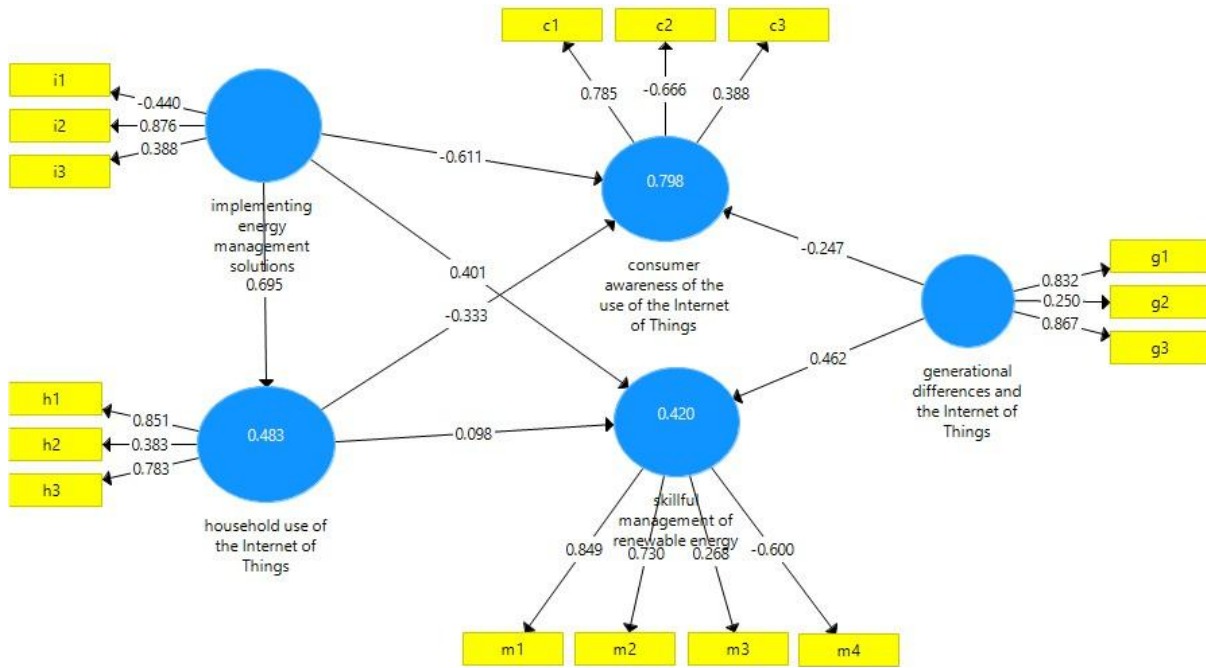 c1
c2
c3
i1
i2
i3
-0.440
0.876
0.388
0.785
-0.666
0.388
-0.611
0.798
implementing
energy
management
solutions
0.695
0.401
-0.333
consumer
awareness of the
use of the Internet
of Things
-0.247
0.462
0.832
0.250
0.867
g1
g2
g3
generational
differences and
the Internet of
Things
h1
h2
h3
0.851
0.383
0.783
0.483
0.098
0.420
household use of
the Internet of
Things
skillful
management of
renewable energy
0.849
0.730
0.268
-0.600
m1
m2
m3
m4